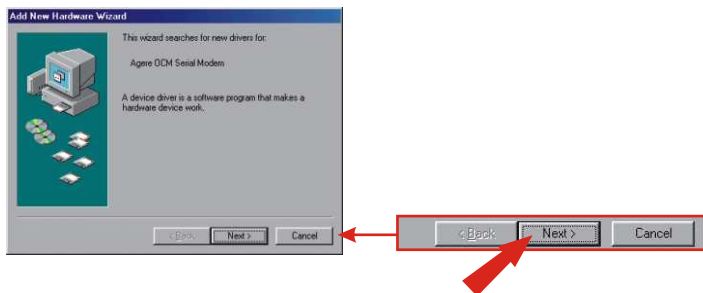 Add New Hardware Wizard
This wizard searches for new drivers for:
Agere OCM Serial Modem
A device driver is a software program that makes a
hardware device work.
< Back Next > Cancel
< Back Next > Cancel